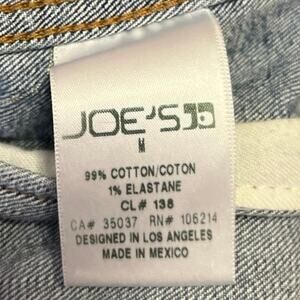 JOE'S
M
99% COTTON/COTON
1% ELASTANE
CL# 138
CA# 35037 RN# 106214
DESIGNED IN LOS ANGELES
MADE IN MEXICO